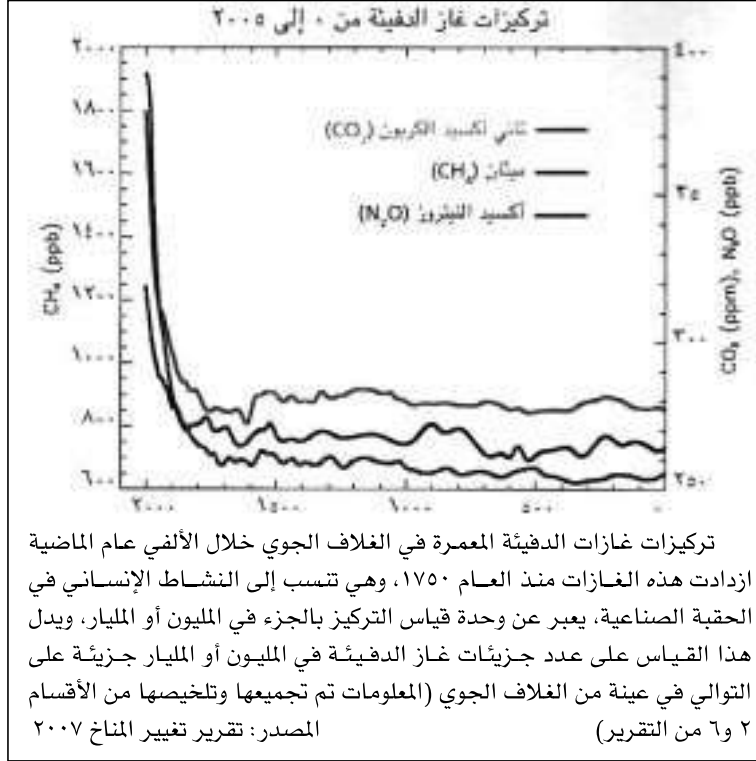 تركيزات غاز الدفيئة من ٠ إلى ٢٠٠٥
٢٠٠٠
١٨٠٠
١٦٠٠
١٤٠٠
١٢٠٠
١٠٠٠
٨٠٠
٦٠٠
CH₄ (ppb)
ثاني أكسيد الكربون (CO₂)
ميثان (CH₄)
أكسيد النيتروز (N₂O)
٤٠٠
٣٥
٣٠٠
٢٥٠
CO₂ (ppm), N₂O (ppb)
٢٠٠٠ ١٥٠٠ ١٠٠٠ ٥٠٠ ٠
تركيزات غازات الدفيئة المعمرة في الغلاف الجوي خلال الألفي عام الماضية
ازدادت هذه الغازات منذ العام ١٧٥٠، وهي تنسب إلى النشاط الإنساني في
الحقبة الصناعية، يعبر عن وحدة قياس التركيز بالجزء في المليون أو المليار، ويدل
هذا القياس على عدد جزيئات غاز الدفيئة في المليون أو المليار جزيئة على
التوالي في عينة من الغلاف الجوي (المعلومات تم تجميعها وتلخيصها من الأقسام
٢ و٦ من التقرير) المصدر: تقرير تغيير المناخ ٢٠٠٧